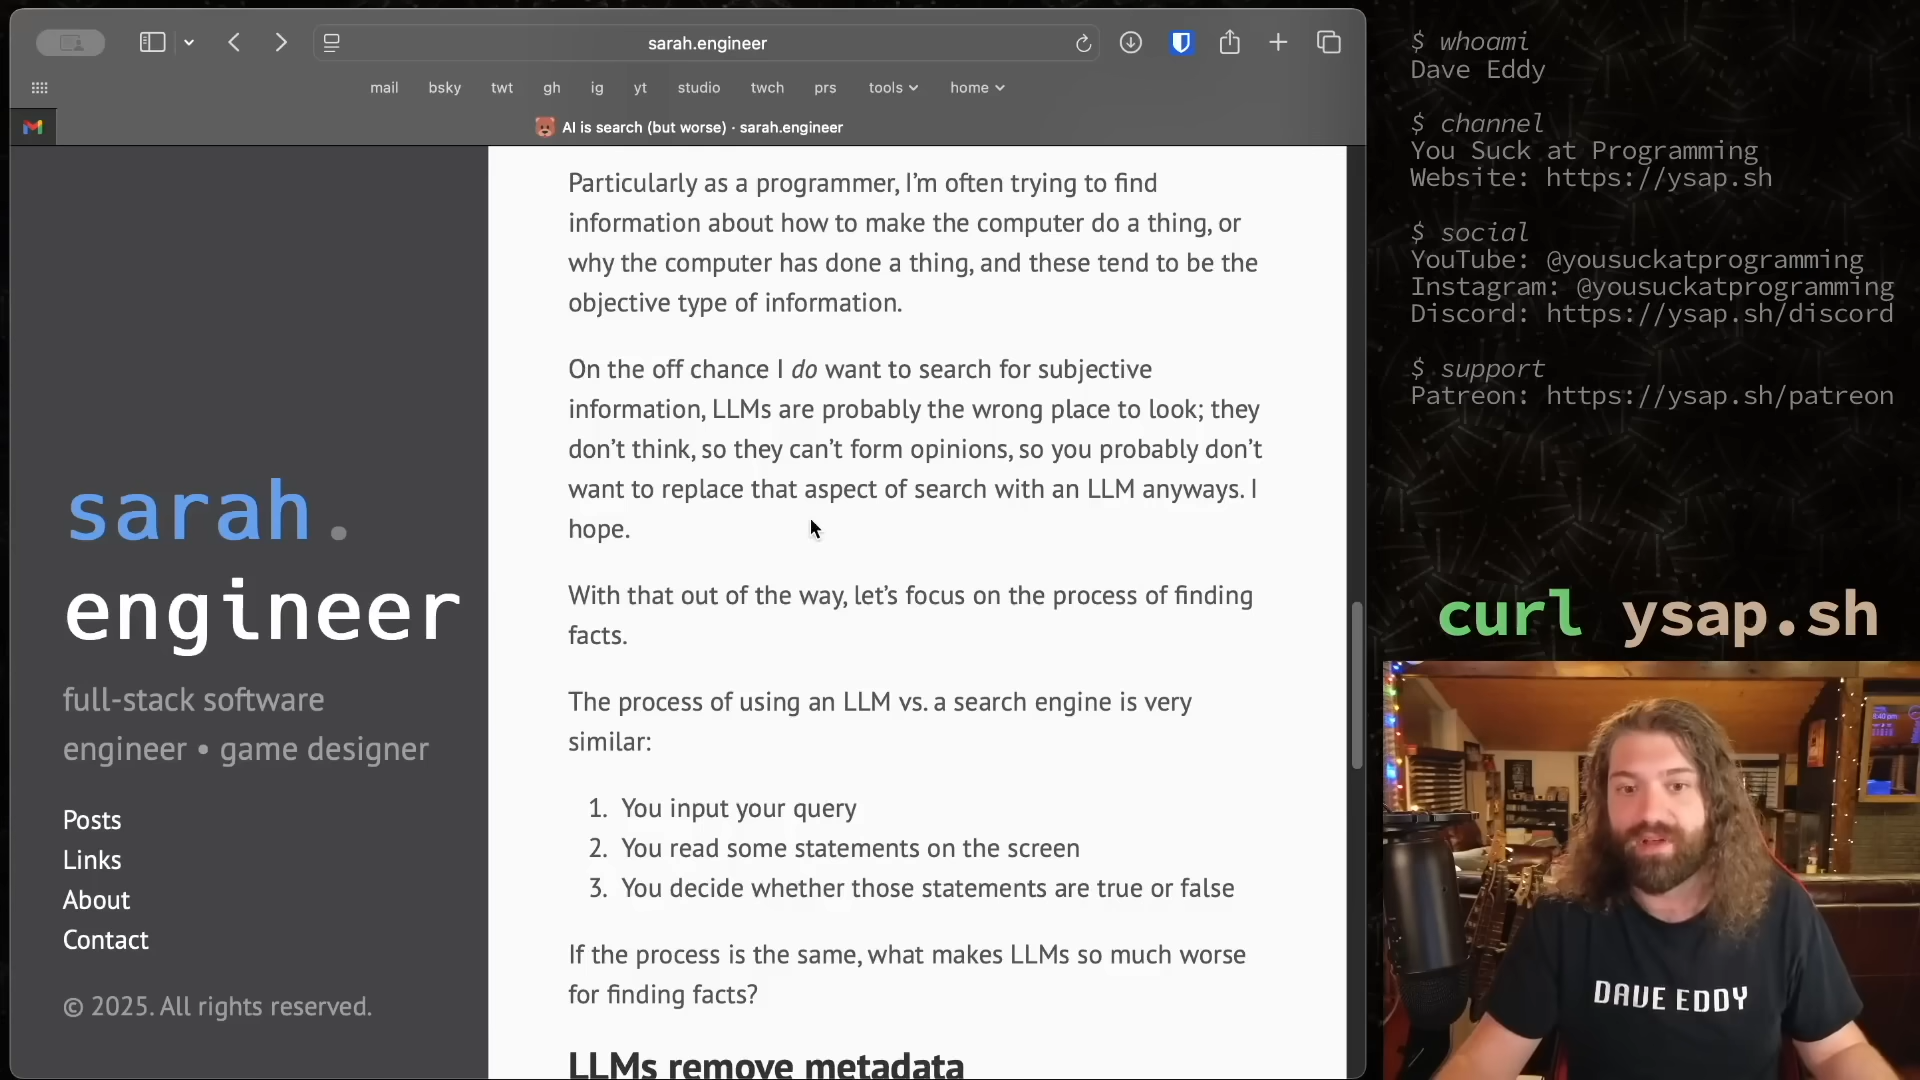 sarah.engineer
mail bsky twt gh ig yt studio twch prs tools home
AI is search (but worse) · sarah.engineer
sarah.
engineer
full-stack software
engineer • game designer
Posts
Links
About
Contact
© 2025. All rights reserved.
Particularly as a programmer, I’m often trying to find
information about how to make the computer do a thing, or
why the computer has done a thing, and these tend to be the
objective type of information.
On the off chance I do want to search for subjective
information, LLMs are probably the wrong place to look; they
don’t think, so they can’t form opinions, so you probably don’t
want to replace that aspect of search with an LLM anyways. I
hope.
With that out of the way, let’s focus on the process of finding
facts.
The process of using an LLM vs. a search engine is very
similar:
1. You input your query
2. You read some statements on the screen
3. You decide whether those statements are true or false
If the process is the same, what makes LLMs so much worse
for finding facts?
LLMs remove metadata
$ whoami
Dave Eddy
$ channel
You Suck at Programming
Website: https://ysap.sh
$ social
YouTube: @yousuckatprogramming
Instagram: @yousuckatprogramming
Discord: https://ysap.sh/discord
$ support
Patreon: https://ysap.sh/patreon
curl ysap.sh
DAVE EDDY